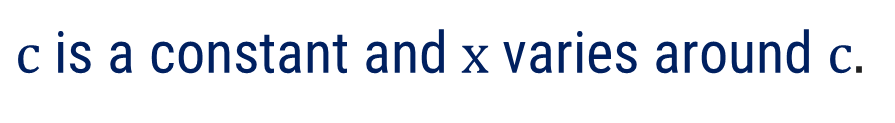 c is a constant and x varies around c.